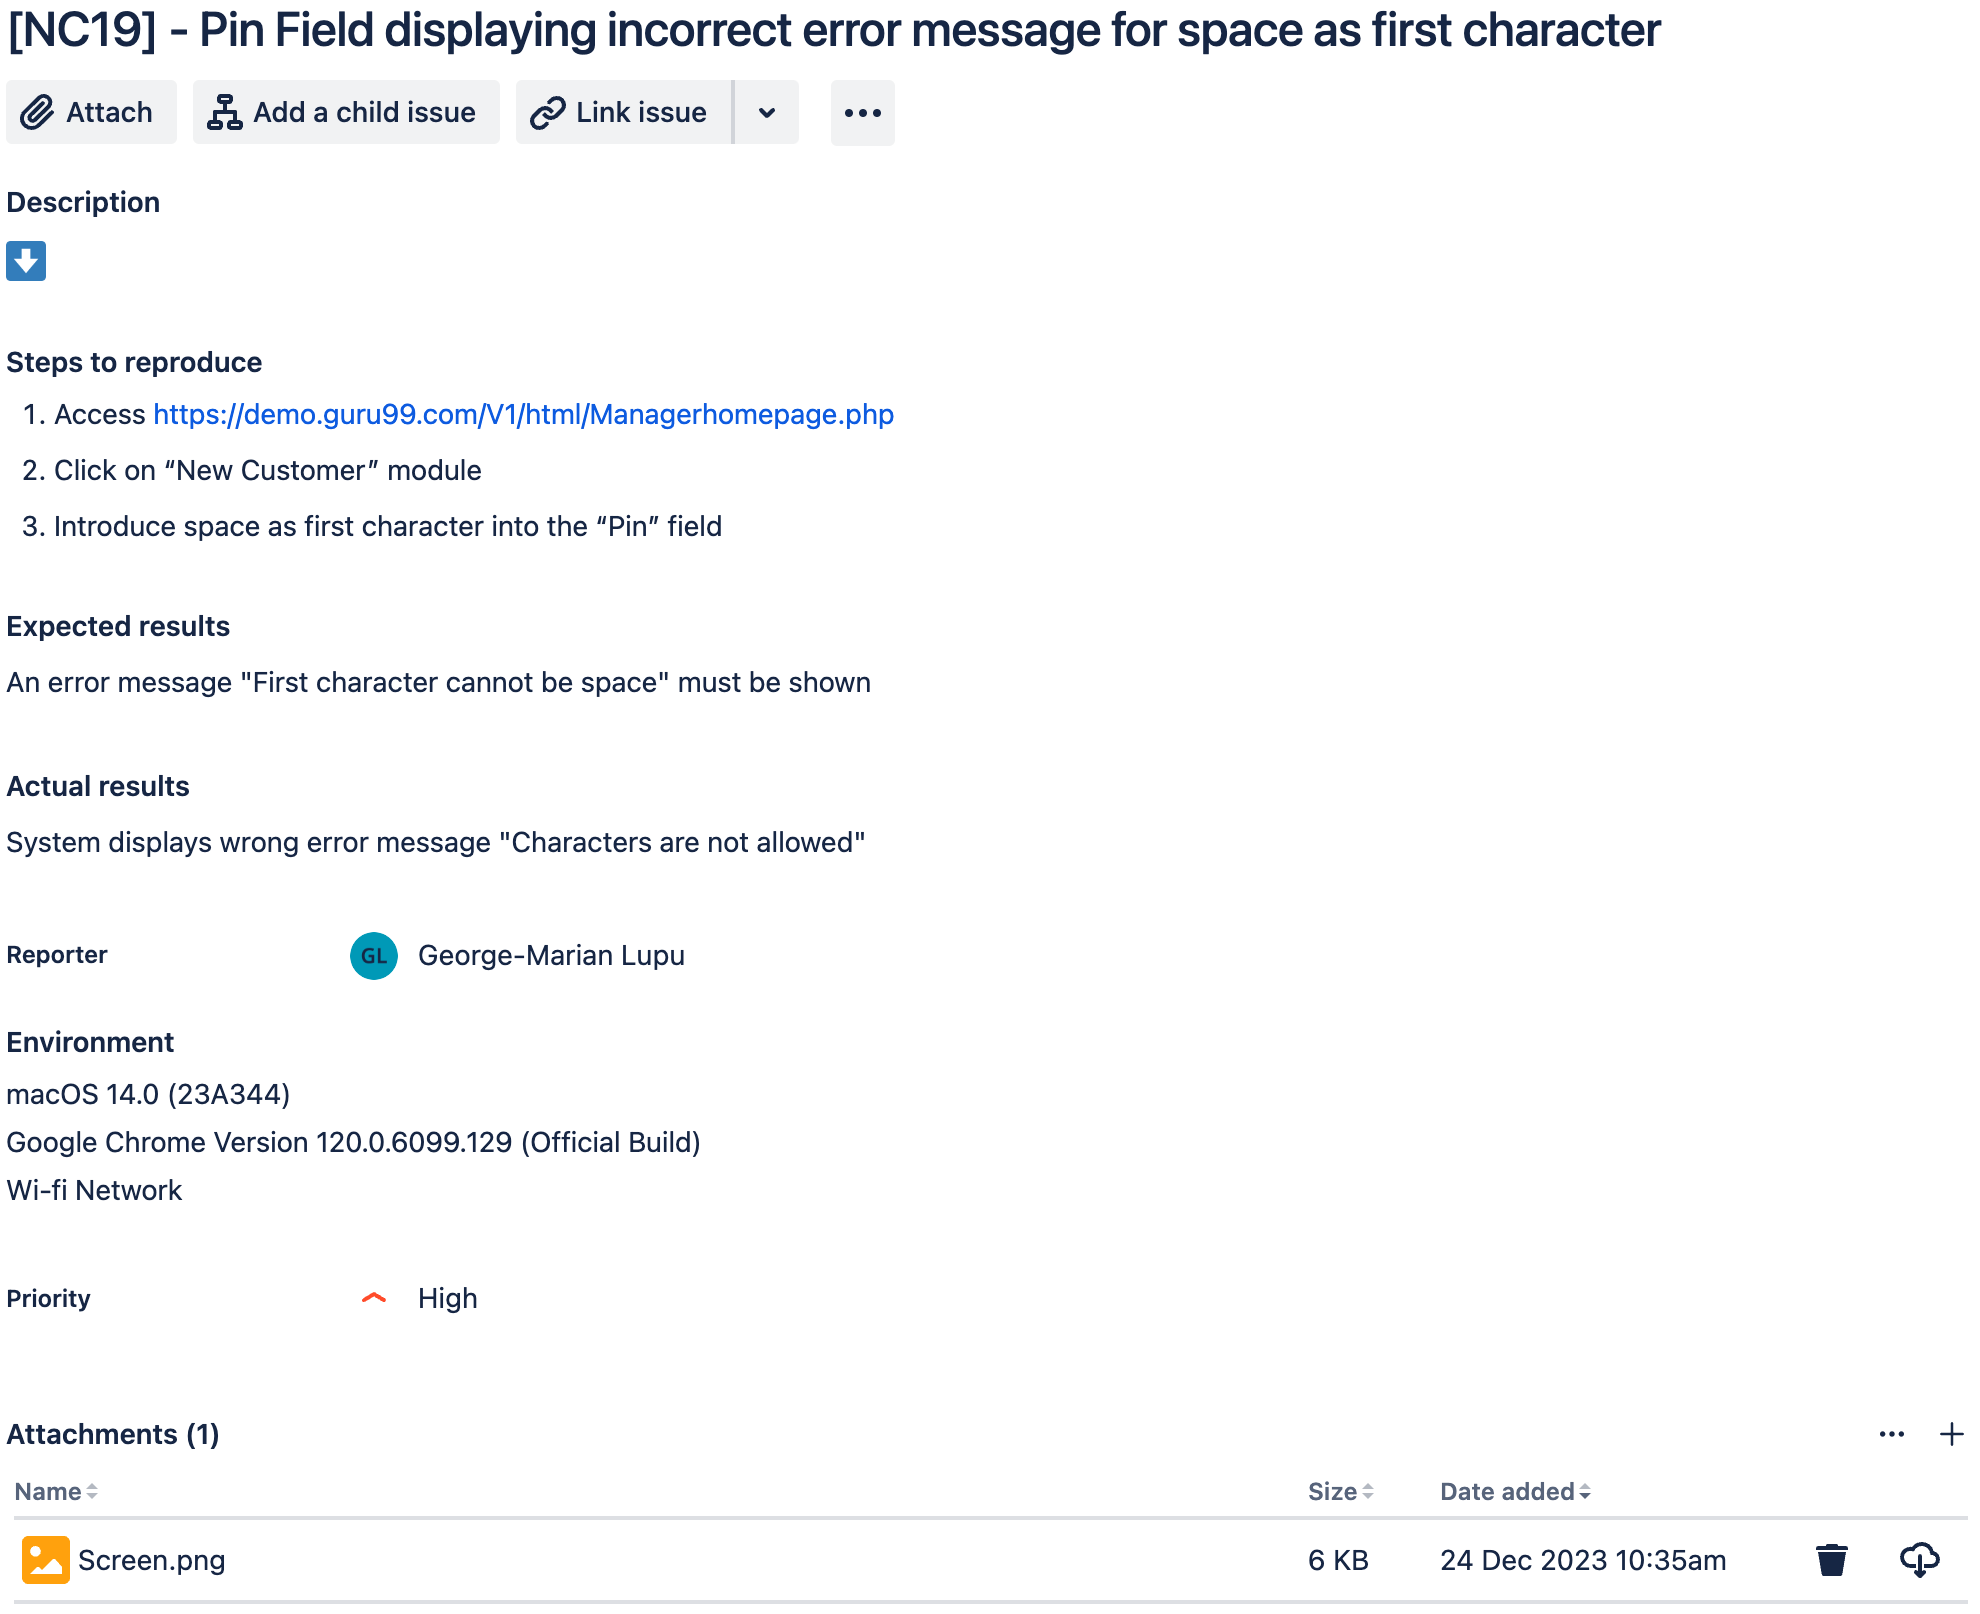 [NC19] - Pin Field displaying incorrect error message for space as first character
Attach
Add a child issue
Link issue
Description
Steps to reproduce
1. Access https://demo.guru99.com/V1/html/Managerhomepage.php
2. Click on “New Customer” module
3. Introduce space as first character into the “Pin” field
Expected results
An error message "First character cannot be space" must be shown
Actual results
System displays wrong error message "Characters are not allowed"
Reporter GL George-Marian Lupu
Environment
macOS 14.0 (23A344)
Google Chrome Version 120.0.6099.129 (Official Build)
Wi-fi Network
Priority High
Attachments (1)
Name Size Date added
Screen.png 6 KB 24 Dec 2023 10:35am